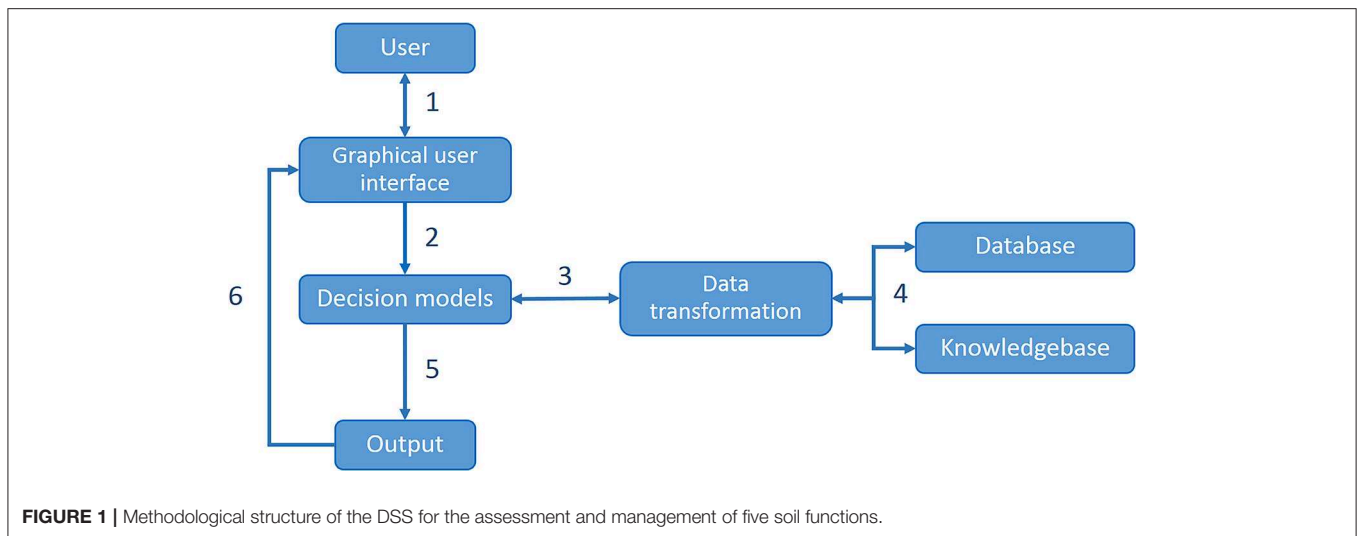 User
1
Graphical user
interface
2
Decision models
3
Data
transformation
4
Database
Knowledgebase
5
6
Output
FIGURE 1 | Methodological structure of the DSS for the assessment and management of five soil functions.